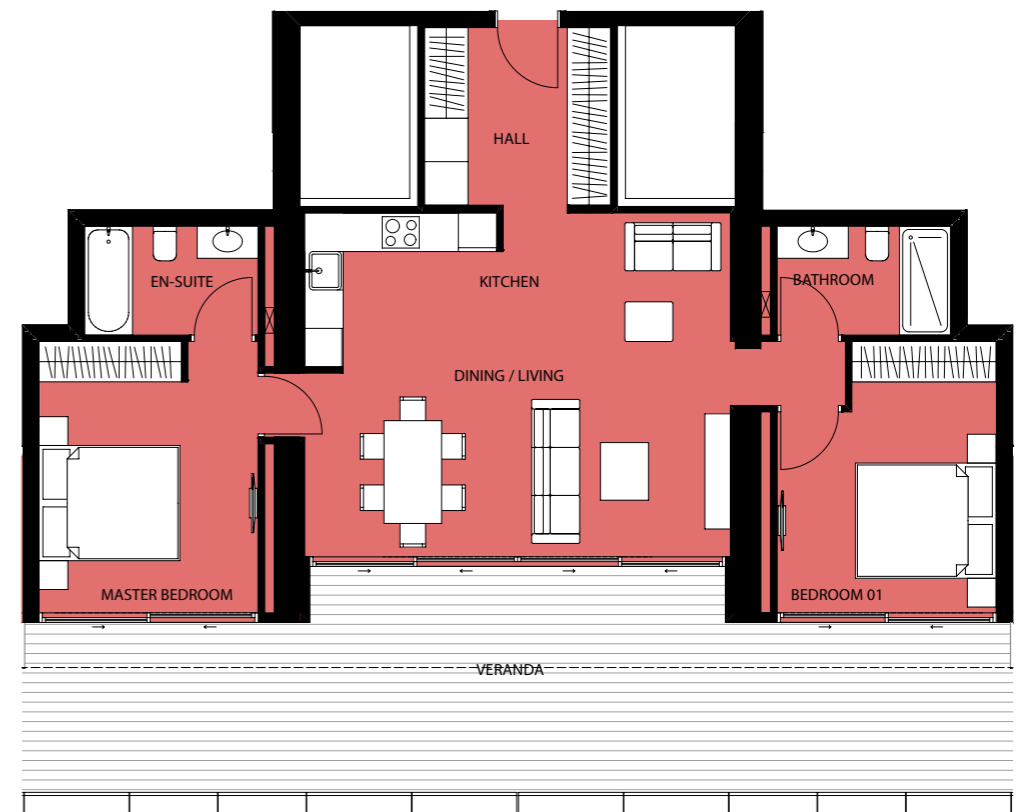 HALL
EN-SUITE
KITCHEN
BATHROOM
DINING / LIVING
MASTER BEDROOM
BEDROOM 01
VERANDA